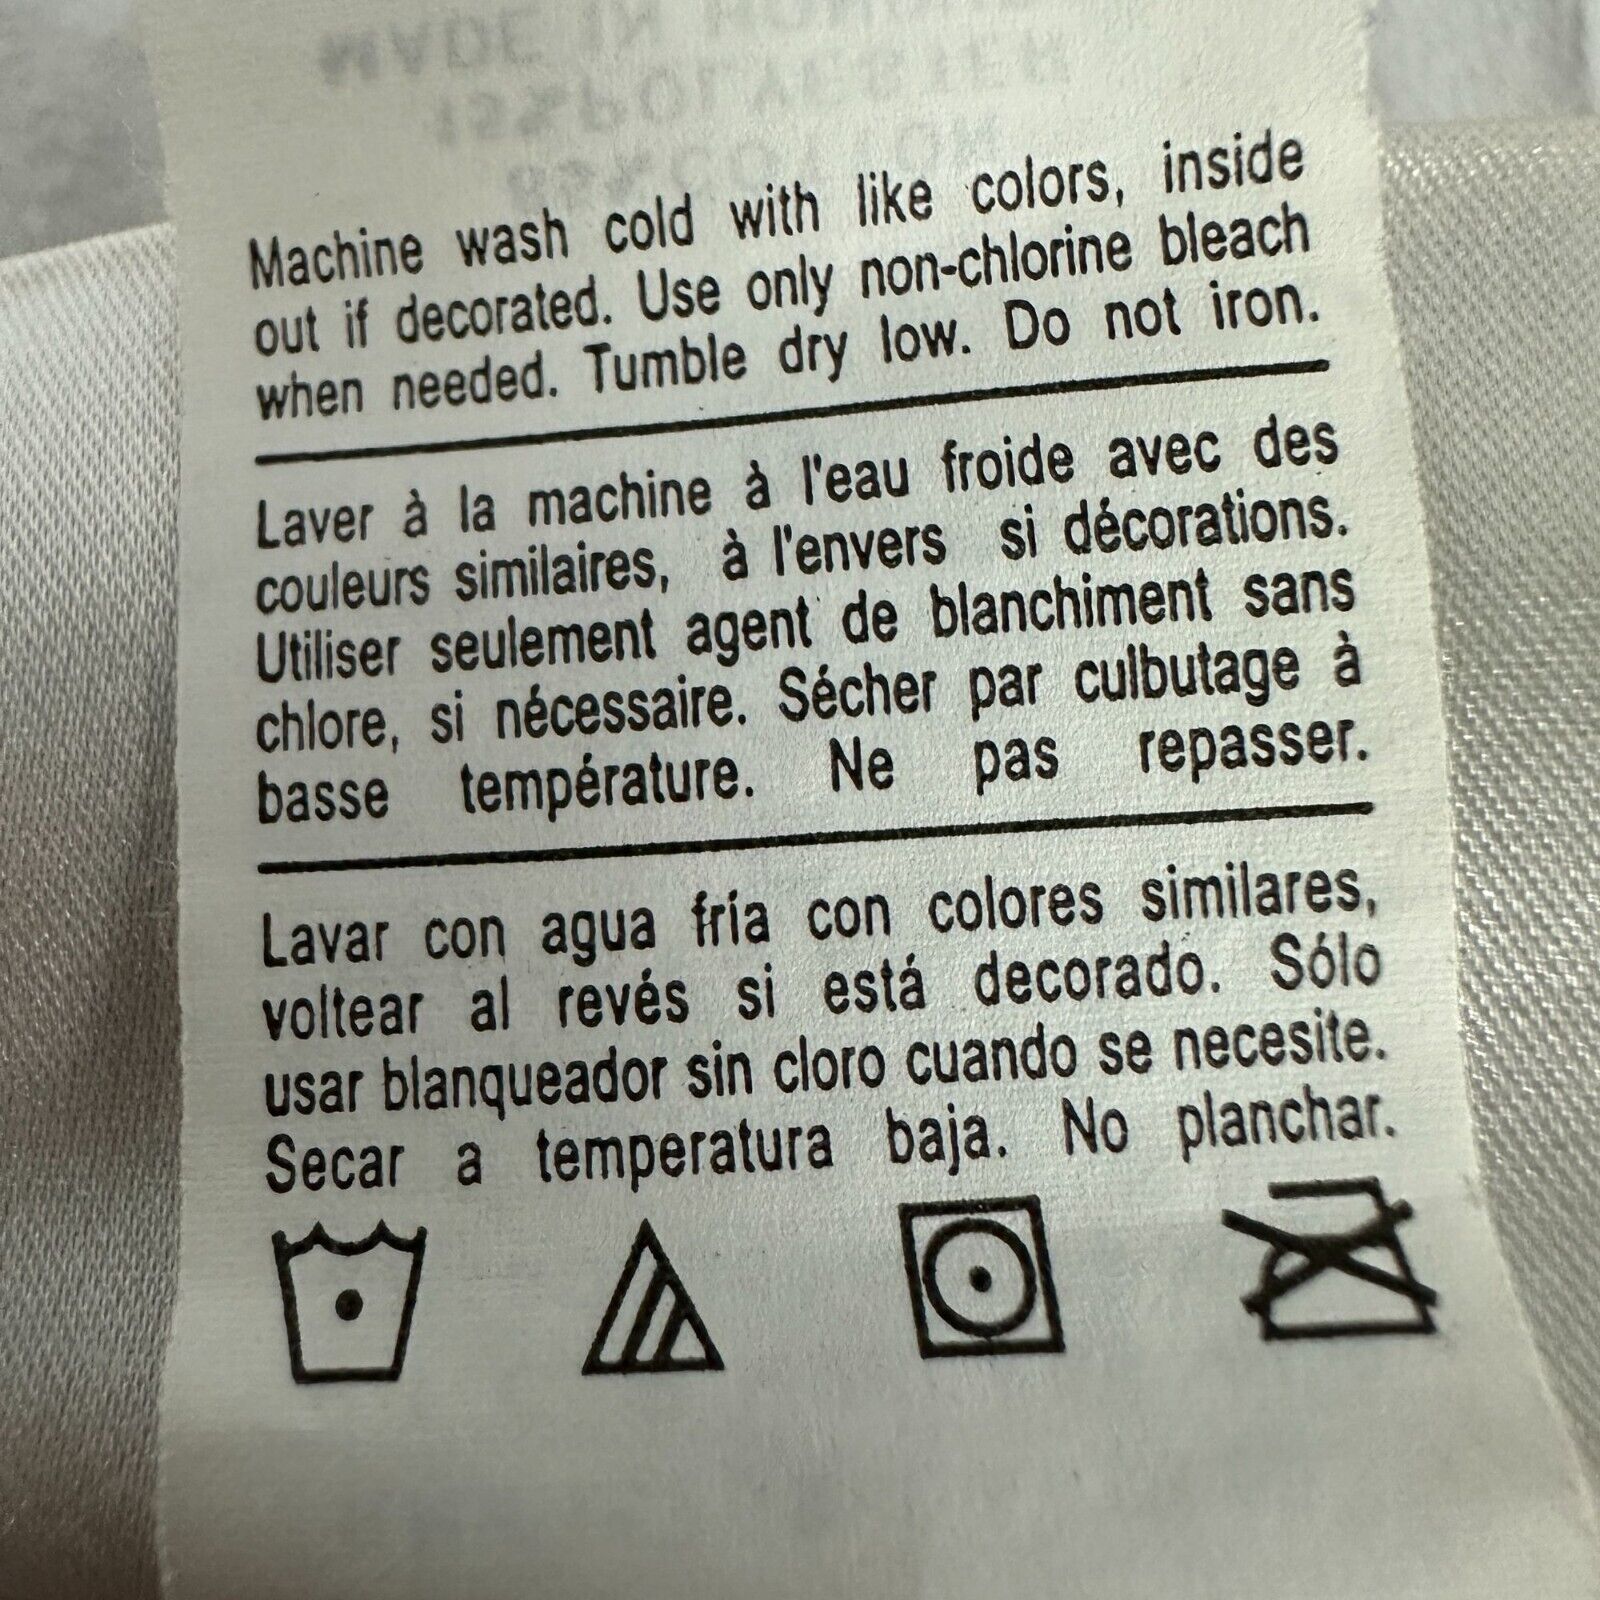 Machine wash cold with like colors, inside
out if decorated. Use only non-chlorine bleach
when needed. Tumble dry low. Do not iron.
Laver à la machine à l'eau froide avec des
couleurs similaires, à l'envers si décorations.
Utiliser seulement agent de blanchiment sans
chlore, si nécessaire. Sécher par culbutage à
basse température. Ne pas repasser.
Lavar con agua fría con colores similares,
voltear al revés si está decorado. Sólo
usar blanqueador sin cloro cuando se necesite.
Secar a temperatura baja. No planchar.